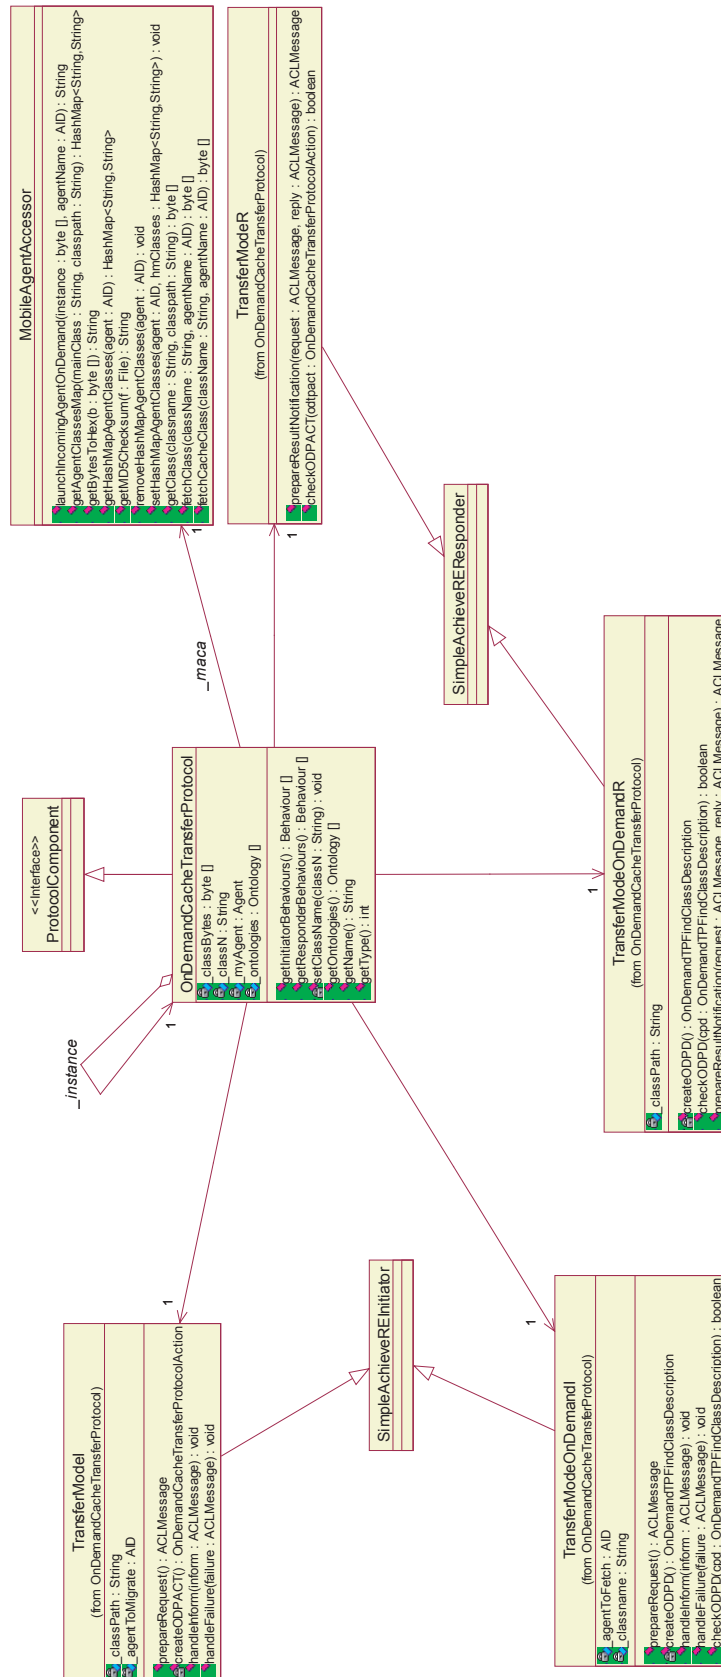 MobileAgentAccessor
launchIncomingAgentOnDemand(instance : byte [], agentName : AID) : String
getAgentClassesMap(mainClass : String, classpath : String) : HashMap<String,String>
getBytesToHex(b : byte []) : String
getHashMapAgentClasses(agent : AID) : HashMap<String,String>
getMD5Checksum(f : File) : String
removeHashMapAgentClasses(agent : AID) : void
setHashMapAgentClasses(agent : AID, hmClasses : HashMap<String,String>) : void
getClass(classname : String, classpath : String) : byte []
fetchClass(className : String, agentName : AID) : byte []
fetchCacheClass(className : String, agentName : AID) : byte []
TransferModeR
(from OnDemandCacheTransferProtocol)
prepareResultNotification(request : ACLMessage, reply : ACLMessage) : ACLMessage
checkODPACT(odtpact : OnDemandCacheTransferProtocolAction) : boolean
1
1
_maca
SimpleAchieveREResponder
<<Interface>>
ProtocolComponent
_instance
1
OnDemandCacheTransferProtocol
_classBytes : byte []
_classN : String
_myAgent : Agent
_ontologies : Ontology []
getInitiatorBehaviours() : Behaviour []
getResponderBehaviours() : Behaviour []
setClassName(classN : String) : void
getOntologies() : Ontology []
getName() : String
getType() : int
1
TransferModeOnDemandR
(from OnDemandCacheTransferProtocol)
_classPath : String
createODPD() : OnDemandTPFindClassDescription
checkODPD(cpd : OnDemandTPFindClassDescription) : boolean
prepareResultNotification(request : ACLMessage, reply : ACLMessage) : ACLMessage
TransferModeI
(from OnDemandCacheTransferProtocol)
_classPath : String
_agentToMigrate : AID
prepareRequest() : ACLMessage
createODPACT() : OnDemandCacheTransferProtocolAction
handleInform(inform : ACLMessage) : void
handleFailure(failure : ACLMessage) : void
1
SimpleAchieveREInitiator
1
TransferModeOnDemandI
(from OnDemandCacheTransferProtocol)
_agentToFetch : AID
_classname : String
prepareRequest() : ACLMessage
createODPD() : OnDemandTPFindClassDescription
handleInform(inform : ACLMessage) : void
handleFailure(failure : ACLMessage) : void
checkODPD(cpd : OnDemandTPFindClassDescription) : boolean